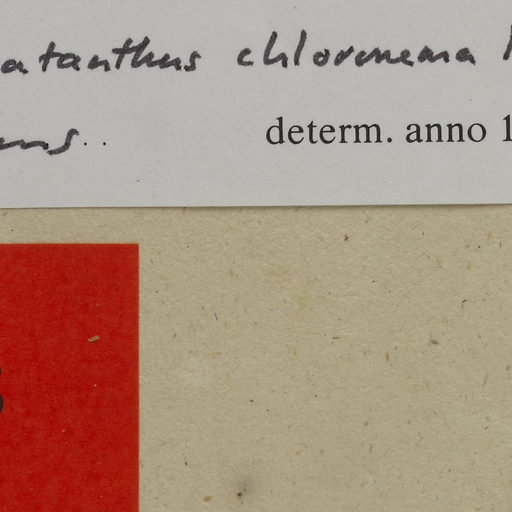 atanthus chloronema
determ. anno 1